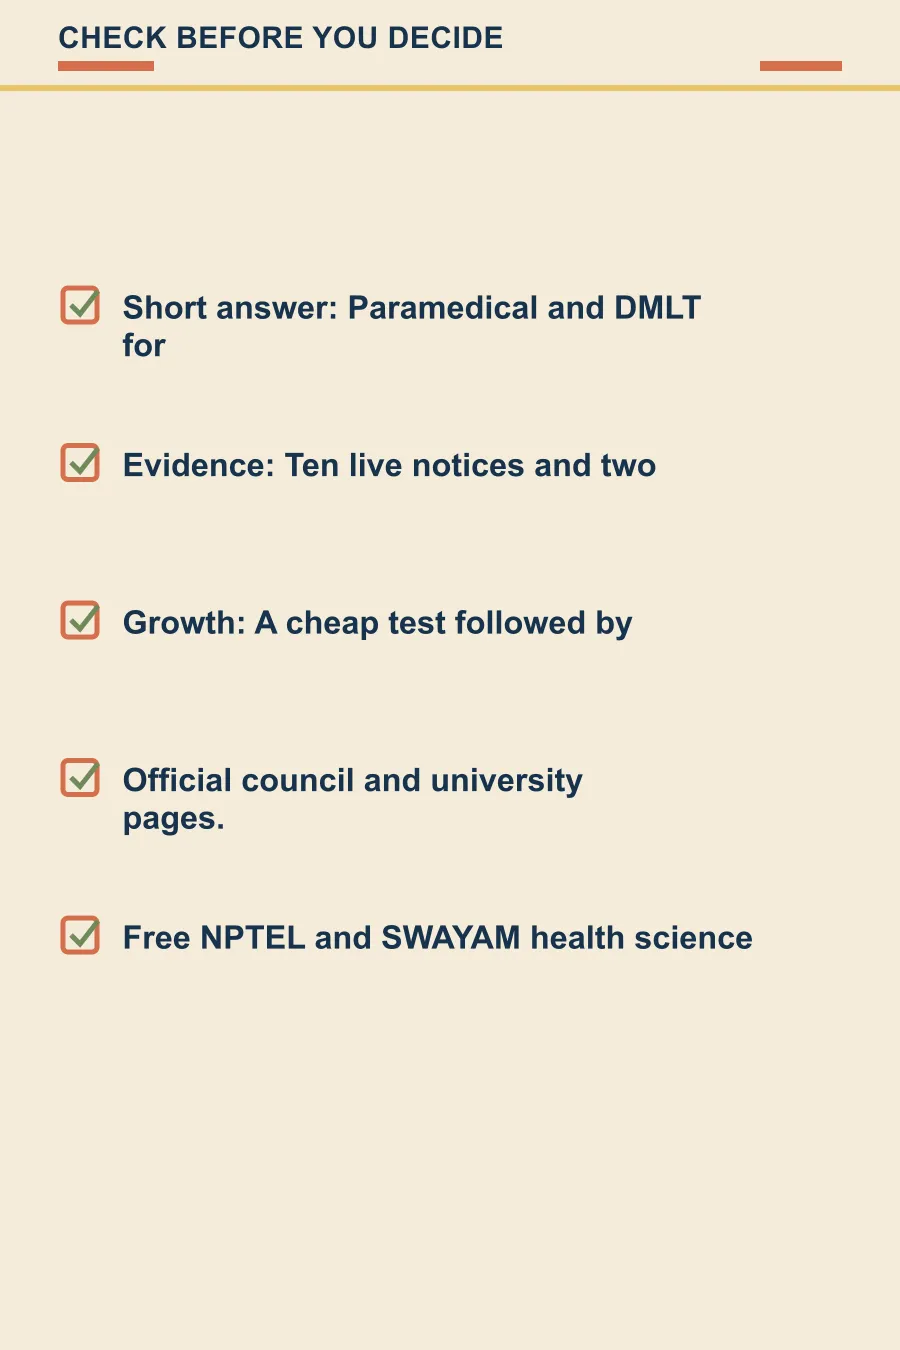 CHECK BEFORE YOU DECIDE
Short answer: Paramedical and DMLT
for
Evidence: Ten live notices and two
Growth: A cheap test followed by
Official council and university
pages.
Free NPTEL and SWAYAM health science